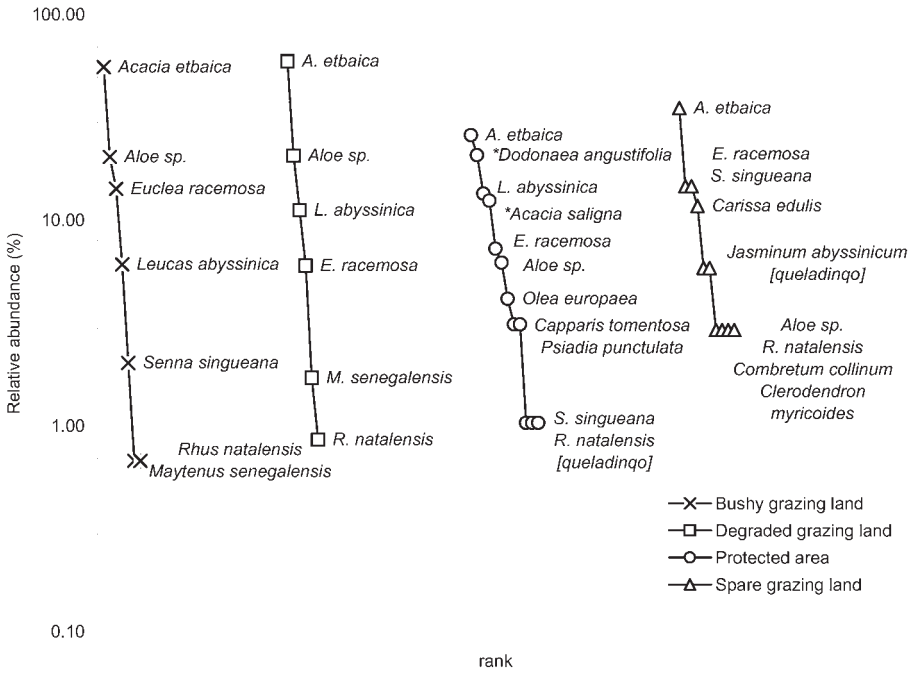 100.00
10.00
1.00
0.10
Relative abundance (%)
rank
Acacia etbaica
Aloe sp.
Euclea racemosa
Leucas abyssinica
Senna singueana
Rhus natalensis
Maytenus senegalensis
A. etbaica
Aloe sp.
L. abyssinica
E. racemosa
M. senegalensis
R. natalensis
A. etbaica
*Dodonaea angustifolia
L. abyssinica
*Acacia saligna
E. racemosa
Aloe sp.
Olea europaea
Capparis tomentosa
Psiadia punctulata
S. singueana
R. natalensis
[queladinqo]
A. etbaica
E. racemosa
S. singueana
Carissa edulis
Jasminum abyssinicum
[queladinqo]
Aloe sp.
R. natalensis
Combretum collinum
Clerodendron
myricoides
Bushy grazing land
Degraded grazing land
Protected area
Spare grazing land